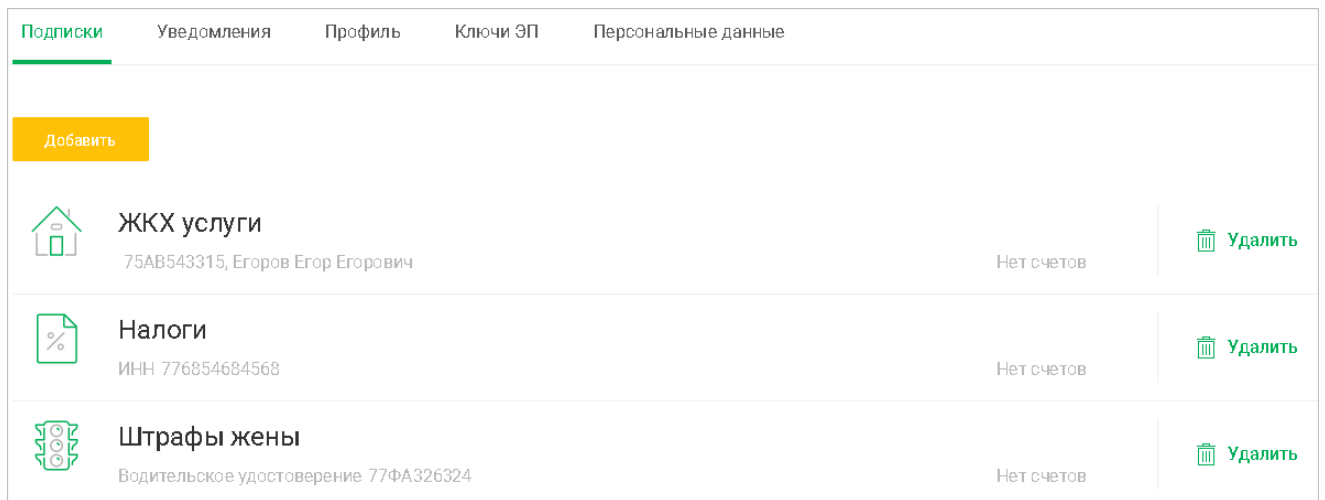 Подписки Уведомления Профиль Ключи ЭП Персональные данные
Добавить
ЖКХ услуги
75АВ543315, Егоров Егор Егорович Нет счетов Удалить
Налоги
ИНН 776854684568 Нет счетов Удалить
Штрафы жены
Водительское удостоверение 77ФА326324 Нет счетов Удалить